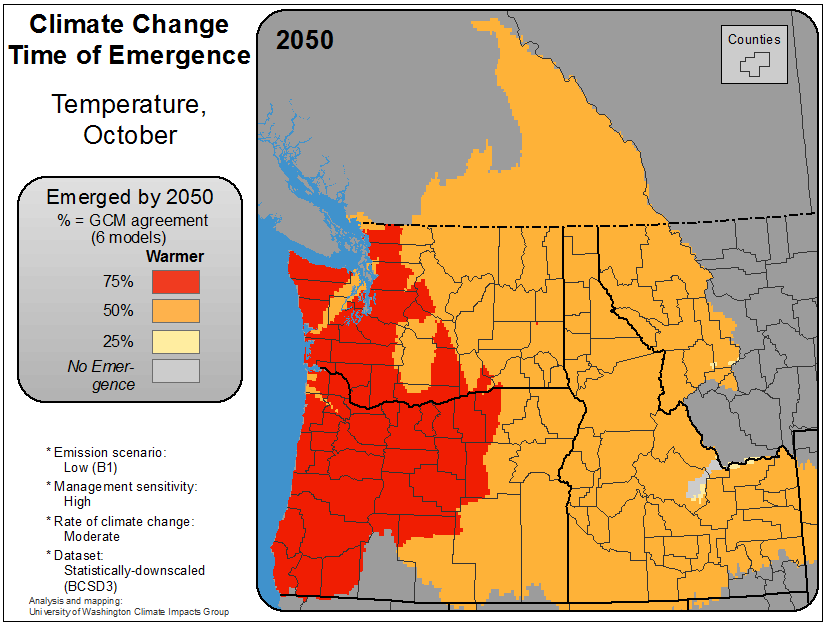 Climate Change
Time of Emergence
Temperature,
October
Emerged by 2050
% = GCM agreement
(6 models)
Warmer
75%
50%
25%
No Emer-
gence
* Emission scenario:
Low (B1)
* Management sensitivity:
High
* Rate of climate change:
Moderate
* Dataset:
Statistically-downscaled
(BCSD3)
Analysis and mapping:
University of Washington Climate Impacts Group
2050
Counties